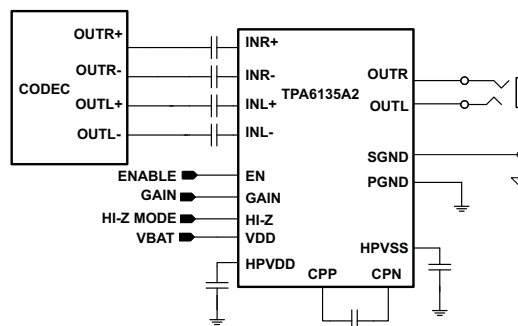 OUTR+
OUTR-
CODEC
OUTL+
OUTL-
INR+
INR-
INL+
INL-
TPA6135A2
OUTR
OUTL
SGND
PGND
ENABLE
EN
GAIN
GAIN
HI-Z MODE
HI-Z
VBAT
VDD
HPVDD
HPVSS
CPP
CPN